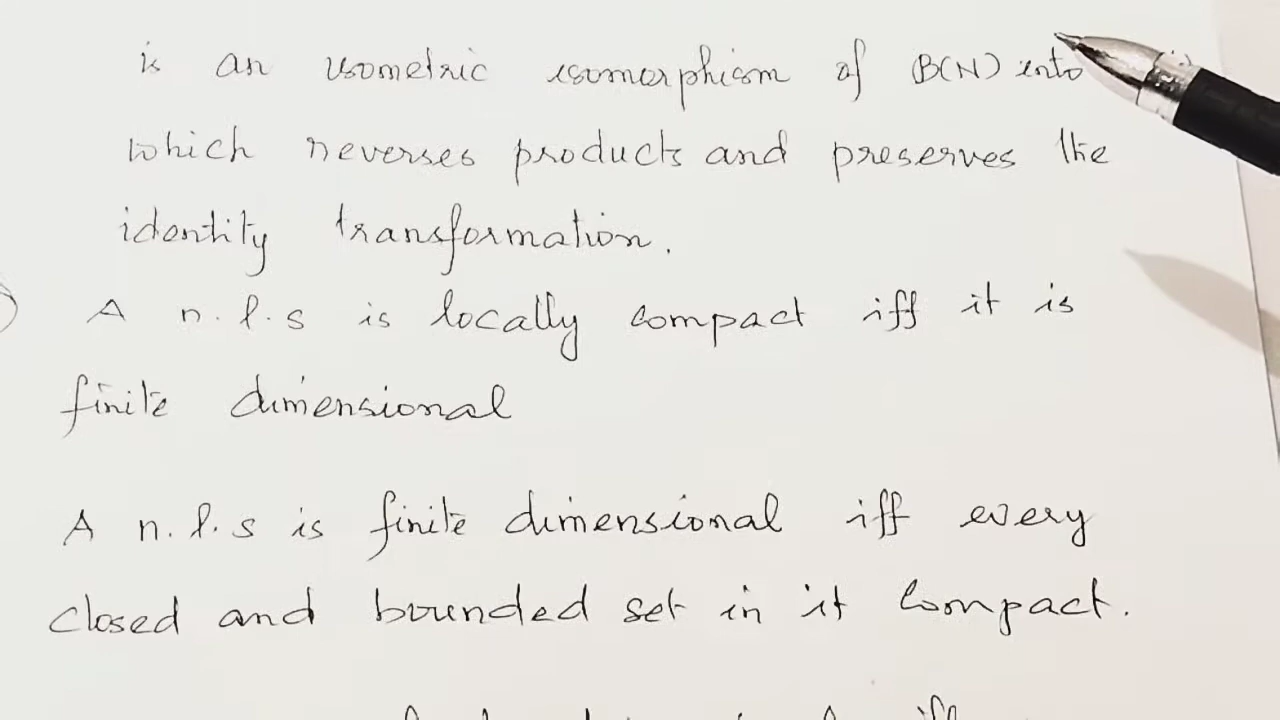 is an isometric isomorphism of B(N) into
which reverses products and preserves the
identity transformation.
A n.l.s is locally compact iff it is
finite dimensional
A n.l.s is finite dimensional iff every
closed and bounded set in it compact.